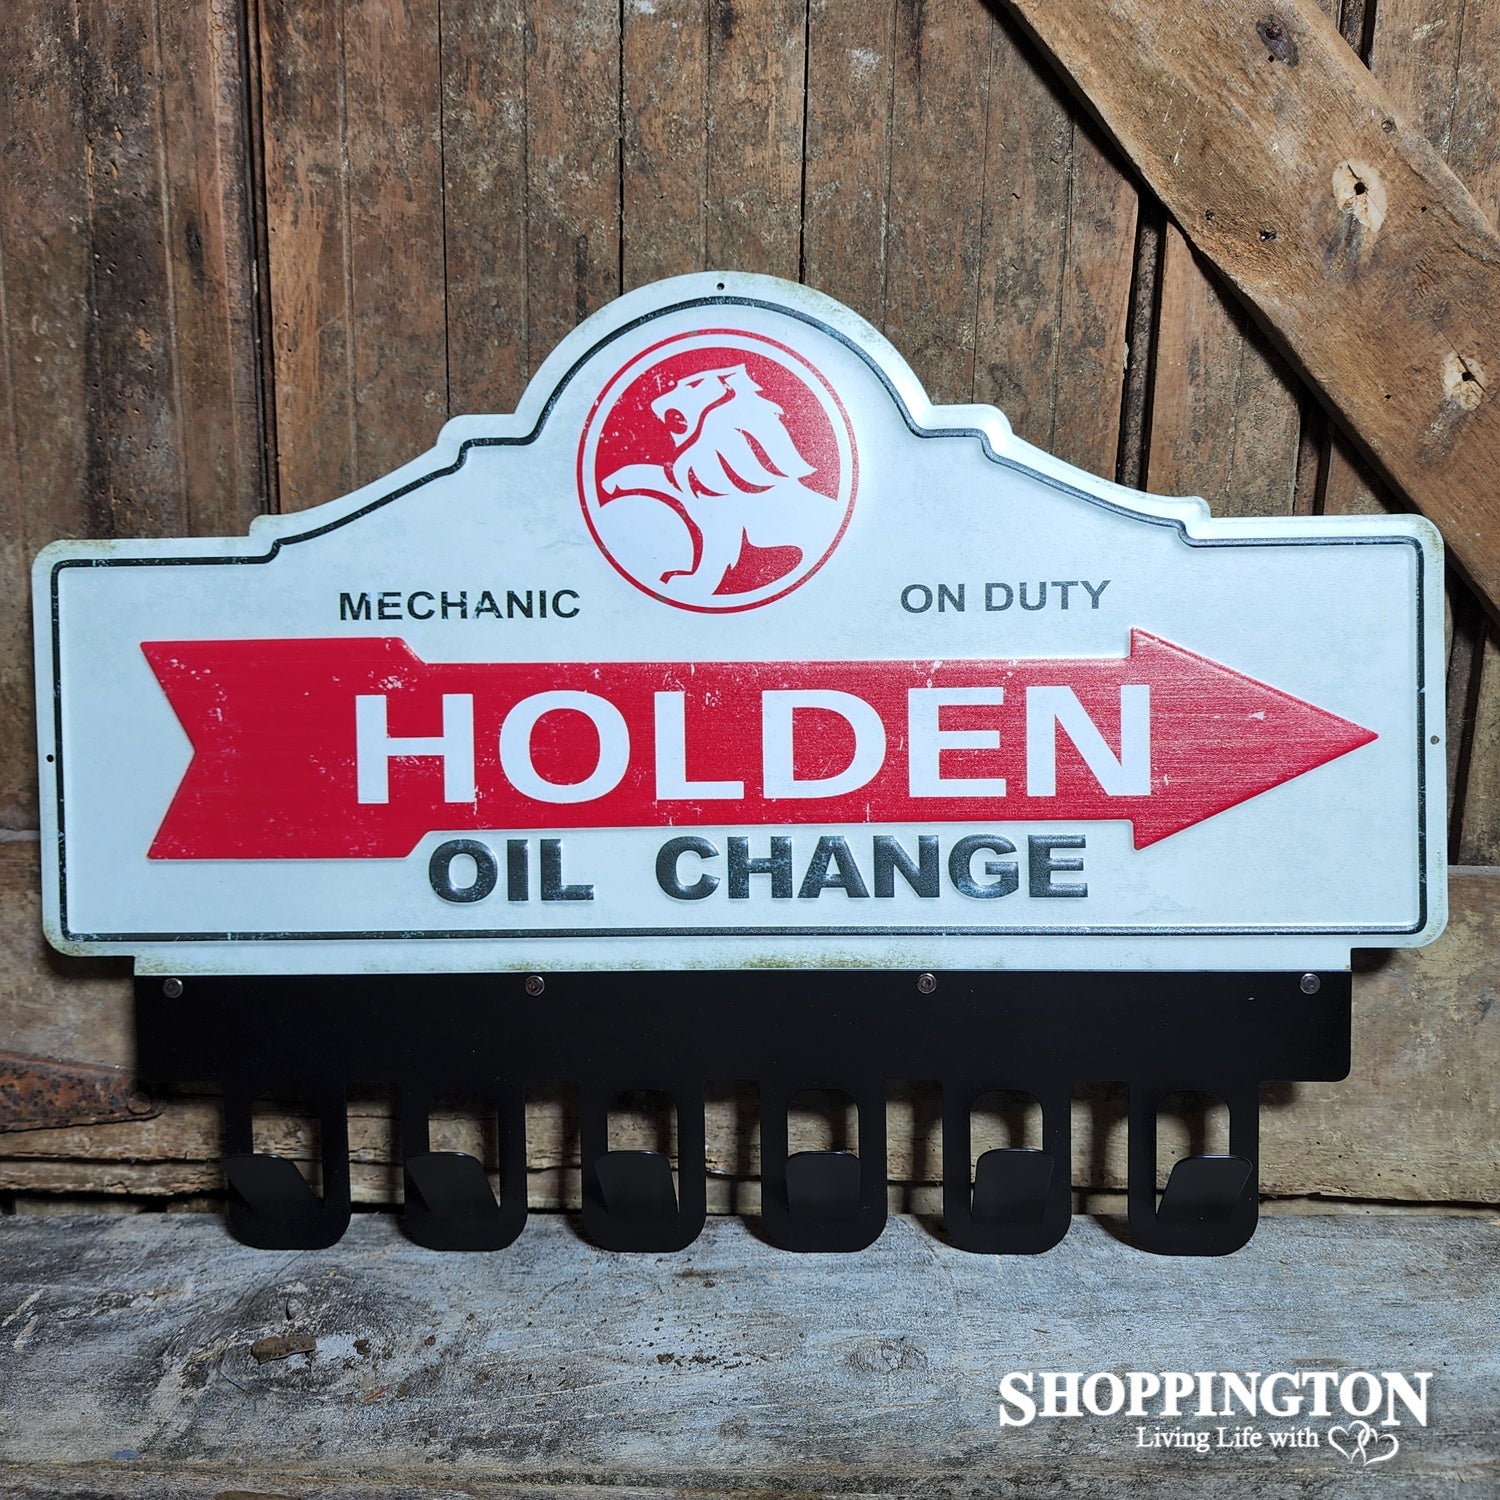 MECHANIC ON DUTY
HOLDEN
OIL CHANGE
SHOPPINGTON
Living Life with